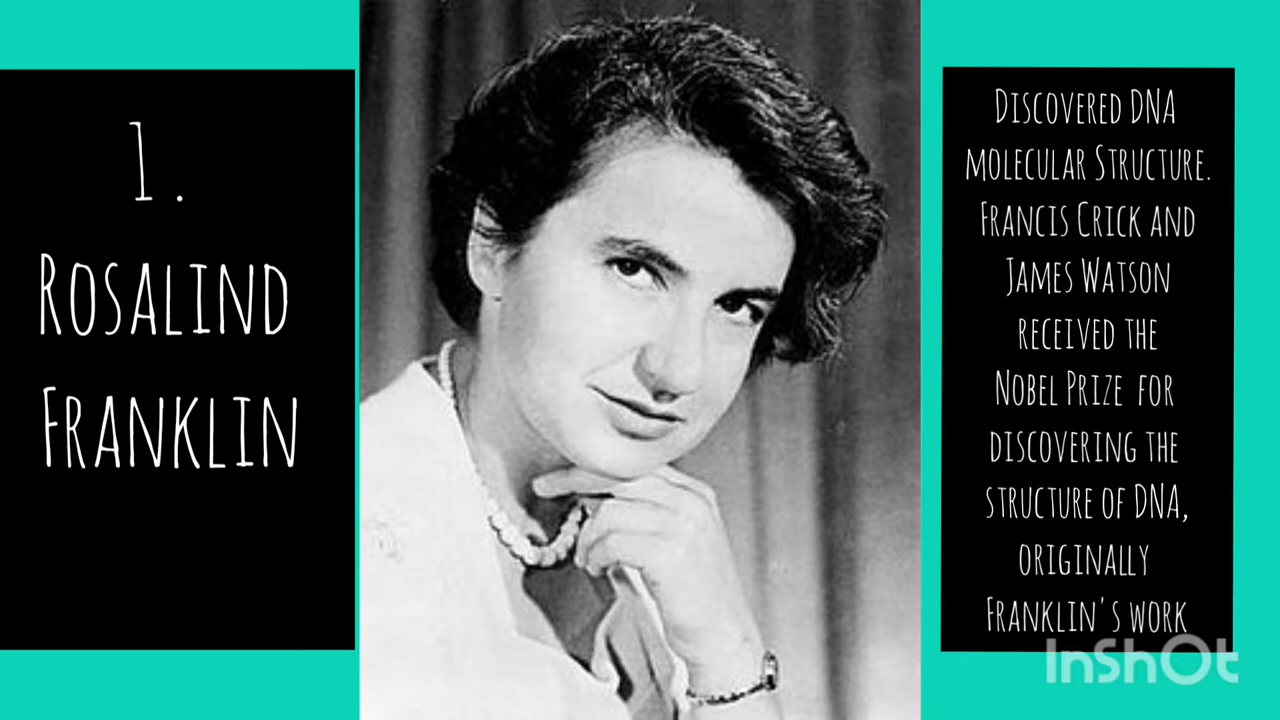 1.
Rosalind
Franklin
Discovered DNA
molecular Structure.
Francis Crick and
James Watson
received the
Nobel Prize for
discovering the
structure of DNA,
originally
Franklin's work
InShOt